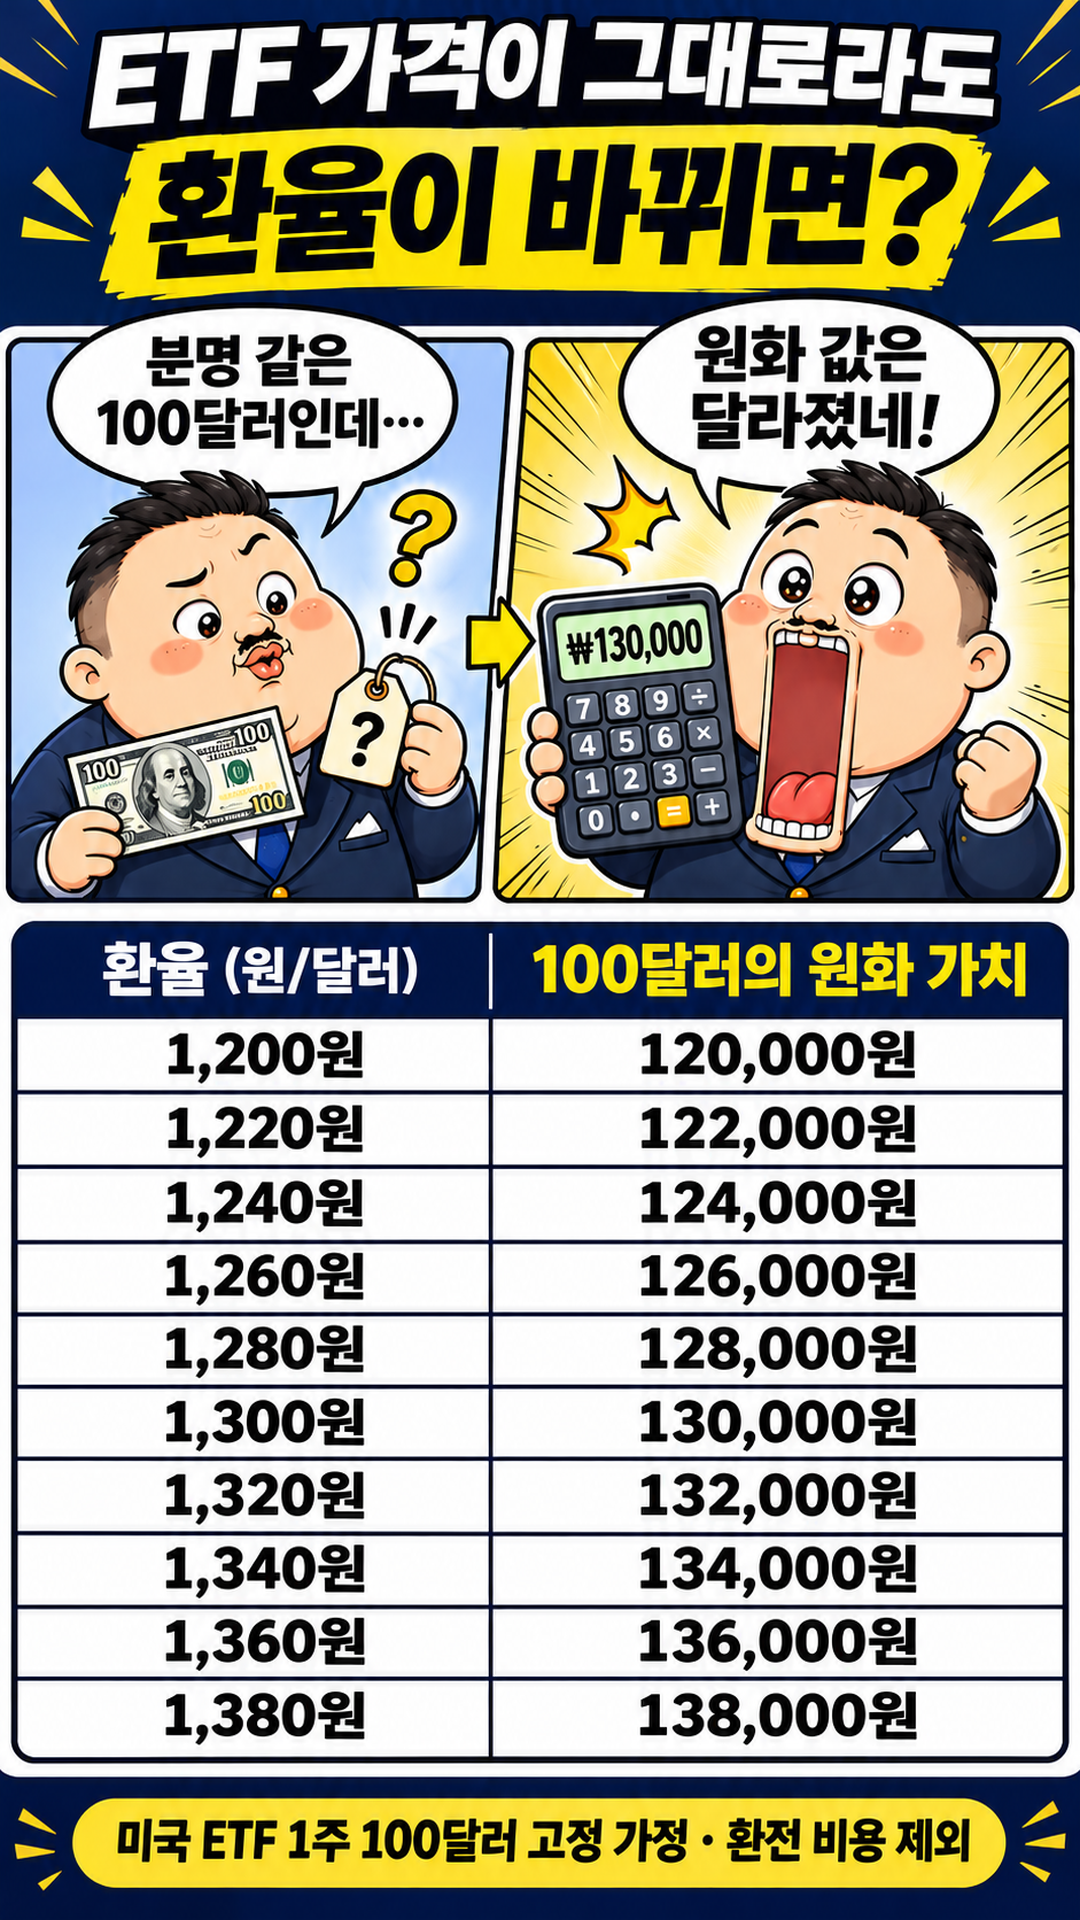 ETF 가격이 그대로라도
환율이 바뀌면?
분명 같은
100달러인데…
원화 값은
달라졌네!
?
?
100
100
100
₩130,000
7 8 9 ÷
4 5 6 ×
1 2 3 −
0 • = +
환율 (원/달러) 100달러의 원화 가치
1,200원 120,000원
1,220원 122,000원
1,240원 124,000원
1,260원 126,000원
1,280원 128,000원
1,300원 130,000원
1,320원 132,000원
1,340원 134,000원
1,360원 136,000원
1,380원 138,000원
미국 ETF 1주 100달러 고정 가정 · 환전 비용 제외